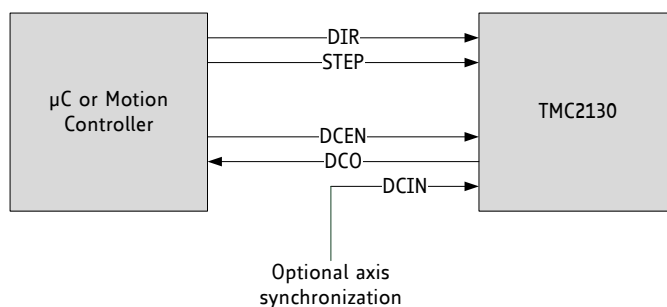 DIR
STEP
µC or Motion
Controller
TMC2130
DCEN
DCO
DCIN
Optional axis
synchronization